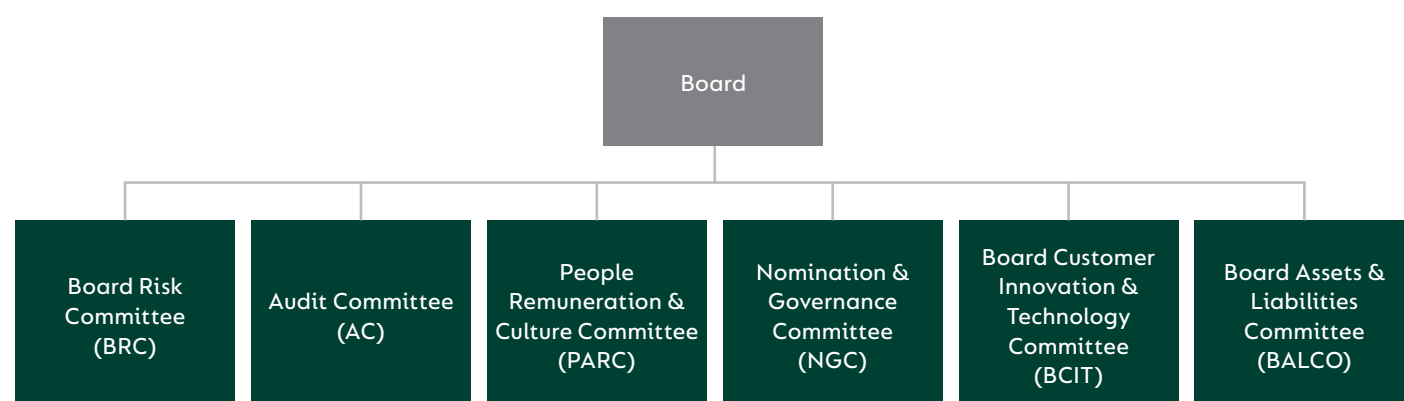 Board
Board Risk
Committee
(BRC)
Audit Committee
(AC)
People
Remuneration &
Culture Committee
(PARC)
Nomination &
Governance
Committee
(NGC)
Board Customer
Innovation &
Technology
Committee
(BCIT)
Board Assets &
Liabilities
Committee
(BALCO)